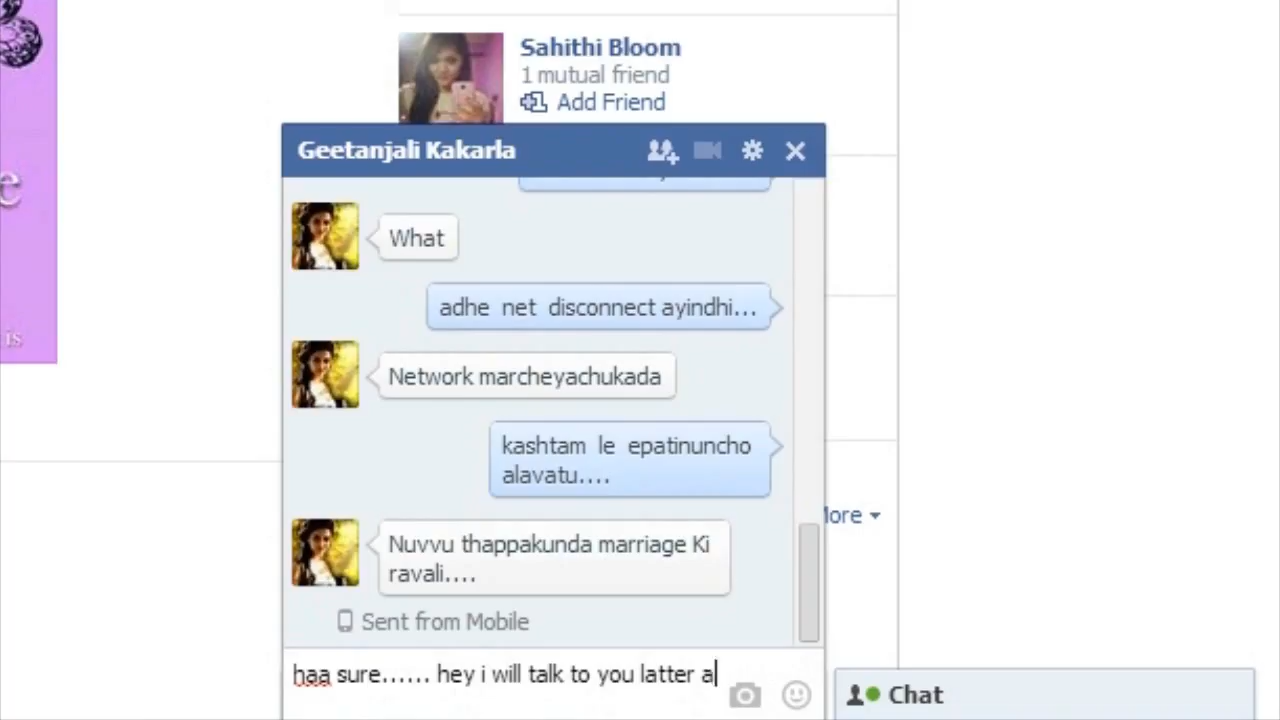 Sahithi Bloom
1 mutual friend
Add Friend
Geetanjali Kakarla
What
adhe net disconnect ayindhi...
Network marcheyachukada
kashtam le epatinuncho
alavatu....
Nuvvu thappakunda marriage Ki
ravali....
Sent from Mobile
haa sure...... hey i will talk to you latter a
Chat